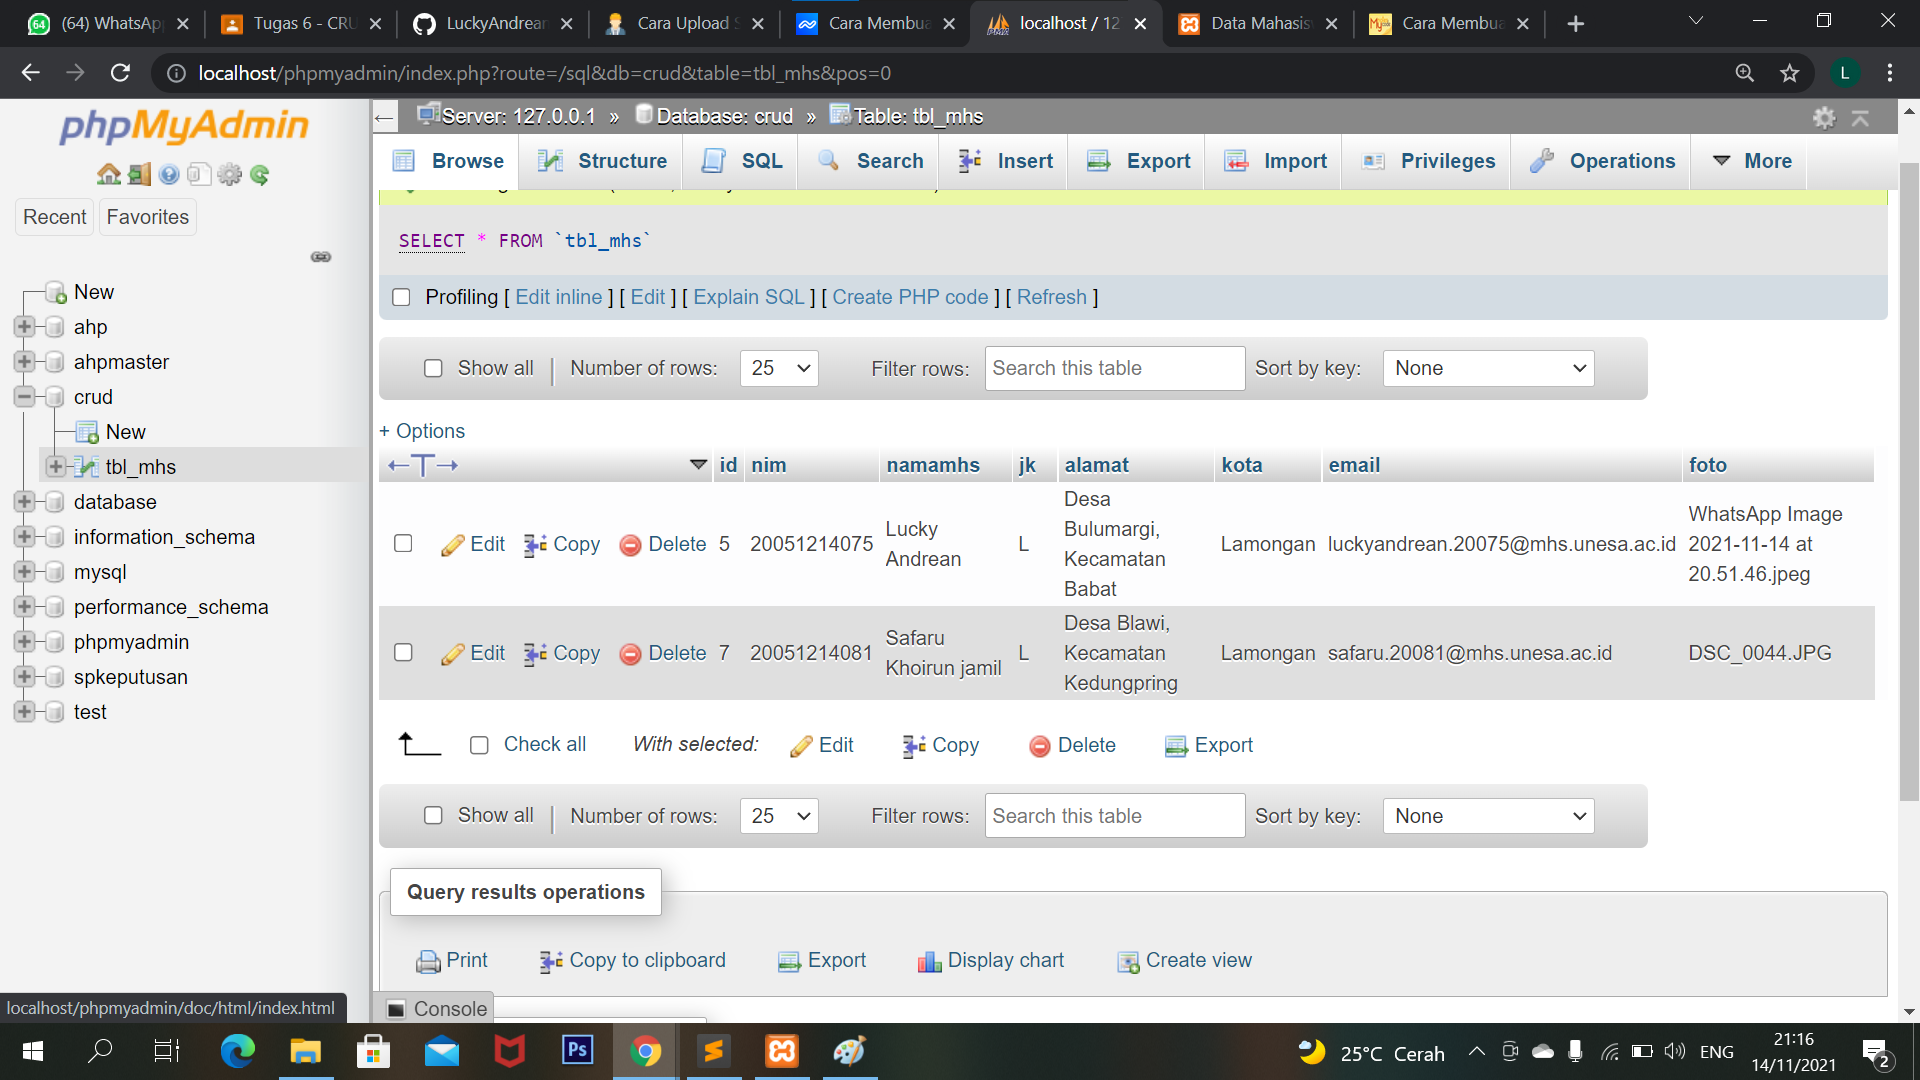 (64) WhatsAp
Tugas 6 - CRU
LuckyAndrean
Cara Upload S
Cara Membua
localhost / 12
Data Mahasis
Cara Membua
localhost/phpmyadmin/index.php?route=/sql&db=crud&table=tbl_mhs&pos=0
L
phpMyAdmin
Recent Favorites
New
ahp
ahpmaster
crud
New
tbl_mhs
database
information_schema
mysql
performance_schema
phpmyadmin
spkeputusan
test
Server: 127.0.0.1 » Database: crud » Table: tbl_mhs
Browse Structure SQL Search Insert Export Import Privileges Operations More
SELECT * FROM `tbl_mhs`
Profiling [ Edit inline ] [ Edit ] [ Explain SQL ] [ Create PHP code ] [ Refresh ]
Show all | Number of rows: 25 Filter rows: Search this table Sort by key: None
+ Options
←T→ id nim namamhs jk alamat kota email foto
Edit Copy Delete 5 20051214075 Lucky Andrean L Desa Bulumargi, Kecamatan Babat Lamongan luckyandrean.20075@mhs.unesa.ac.id WhatsApp Image 2021-11-14 at 20.51.46.jpeg
Edit Copy Delete 7 20051214081 Safaru Khoirun jamil L Desa Blawi, Kecamatan Kedungpring Lamongan safaru.20081@mhs.unesa.ac.id DSC_0044.JPG
Check all With selected: Edit Copy Delete Export
Show all | Number of rows: 25 Filter rows: Search this table Sort by key: None
Query results operations
Print Copy to clipboard Export Display chart Create view
Console
localhost/phpmyadmin/doc/html/index.html
Ps
25°C Cerah
ENG
21:16
14/11/2021
2